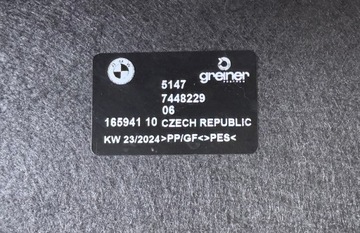 greiner
5147
7448229
06
165941 10 CZECH REPUBLIC
KW 23/2024 >PP/GF<>PES<